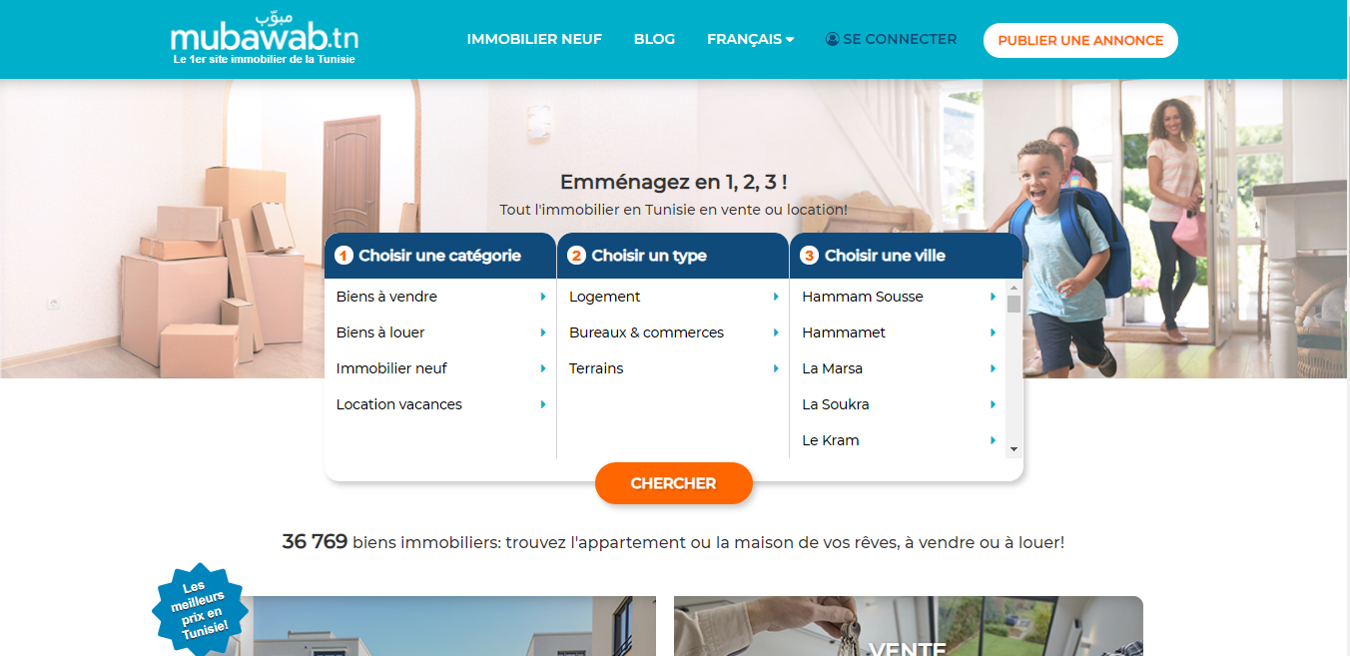 مبوّب
mubawab.tn
Le 1er site immobilier de la Tunisie
IMMOBILIER NEUF
BLOG
FRANÇAIS
SE CONNECTER
PUBLIER UNE ANNONCE
Emménagez en 1, 2, 3 !
Tout l'immobilier en Tunisie en vente ou location!
1 Choisir une catégorie
Biens à vendre
Biens à louer
Immobilier neuf
Location vacances
2 Choisir un type
Logement
Bureaux & commerces
Terrains
3 Choisir une ville
Hammam Sousse
Hammamet
La Marsa
La Soukra
Le Kram
CHERCHER
36 769 biens immobiliers: trouvez l'appartement ou la maison de vos rêves, à vendre ou à louer!
Les
meilleurs
prix en
Tunisie!
VENTE